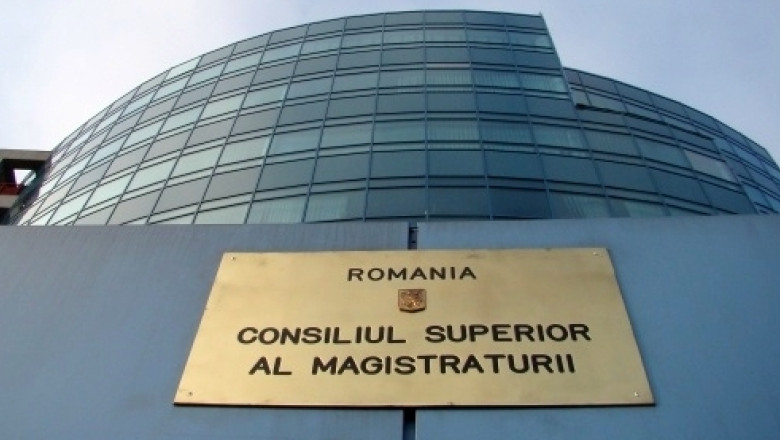 ROMANIA
CONSILIUL SUPERIOR
AL MAGISTRATURII